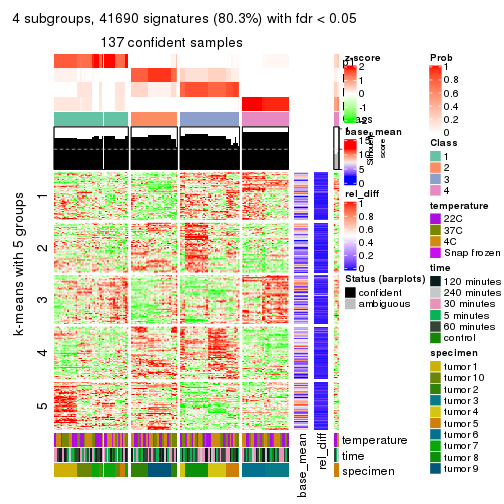 4 subgroups, 41690 signatures (80.3%) with fdr < 0.05
137 confident samples
k-means with 5 groups
1
2
3
4
5
p1
z-score
2
1
0
-1
-2
Silhouette
score
base_mean
15
10
5
0
rel_diff
1
0.8
0.6
0.4
0.2
0
Status (barplots)
confident
ambiguous
base_mean
rel_diff
temperature
time
specimen
Prob
1
0.8
0.6
0.4
0.2
0
Class
1
2
3
4
temperature
22C
37C
4C
Snap frozen
time
120 minutes
240 minutes
30 minutes
5 minutes
60 minutes
control
specimen
tumor 1
tumor 10
tumor 2
tumor 3
tumor 4
tumor 5
tumor 6
tumor 7
tumor 8
tumor 9